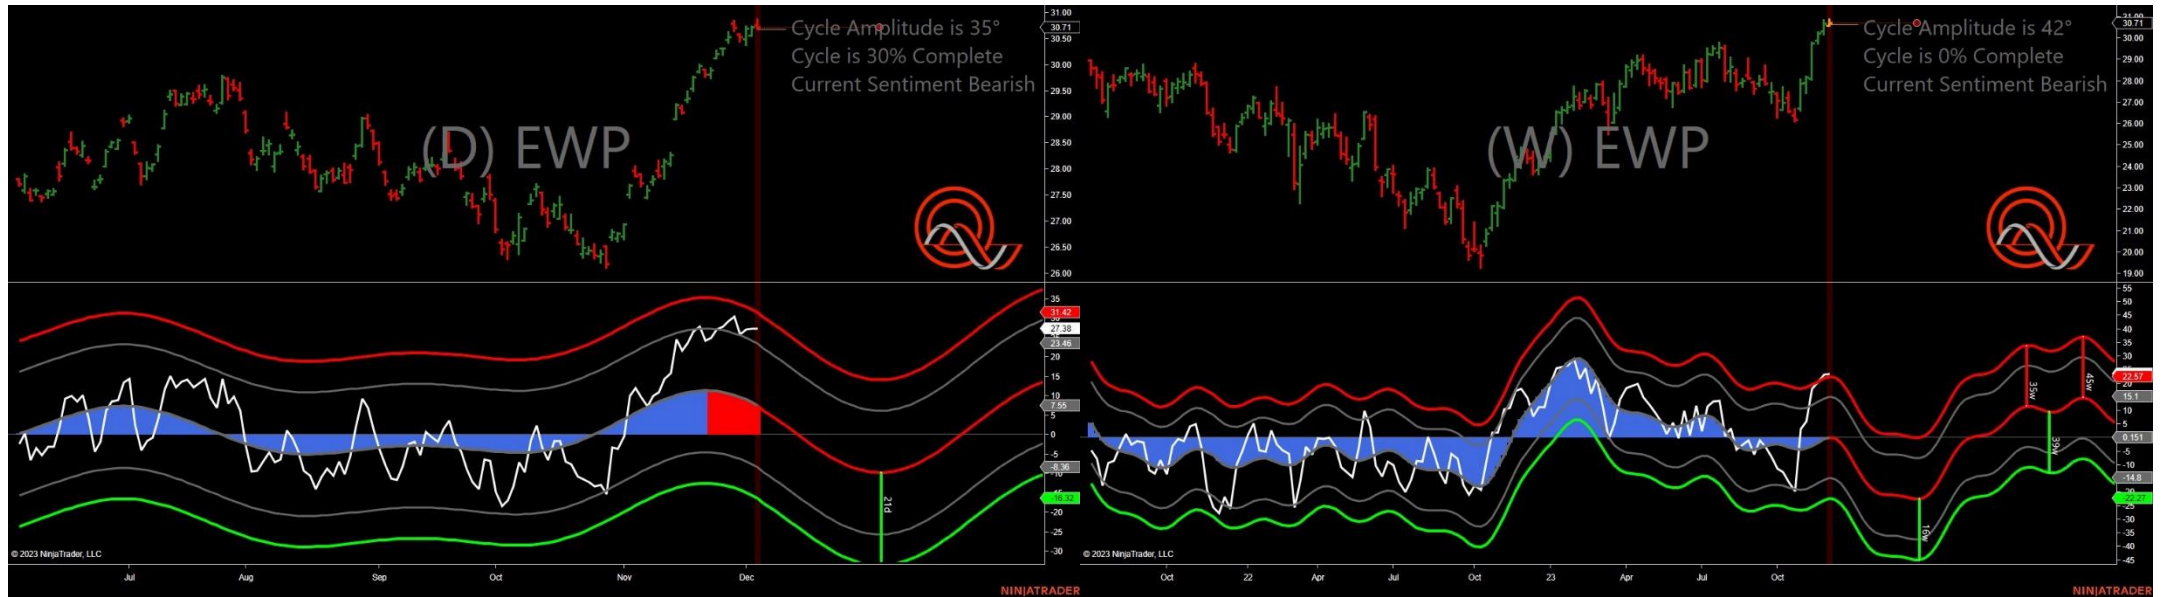 Cycle Amplitude is 35°
Cycle is 30% Complete
Current Sentiment Bearish
(D) EWP
31.00
30.71
30.50
30.00
29.50
29.00
28.50
28.00
27.50
27.00
26.50
26.00
35
31.42
27.38
23.46
20
15
10
7.55
5
0
-5
-8.36
-16.32
-20
-25
-30
21d
© 2023 NinjaTrader, LLC
Jul
Aug
Sep
Oct
Nov
Dec
NINJATRADER
Cycle Amplitude is 42°
Cycle is 0% Complete
Current Sentiment Bearish
(W) EWP
31.00
30.71
30.00
29.00
28.00
27.00
26.00
25.00
24.00
23.00
22.00
21.00
20.00
19.00
55
50
45
40
35
30
22.57
20
15.1
10
5
0.151
-5
-10
-14.8
-22.27
-25
-30
-35
-40
-45
16w
35w
39w
45w
© 2023 NinjaTrader, LLC
Oct
22
Apr
Jul
Oct
23
Apr
Jul
Oct
NINJATRADER